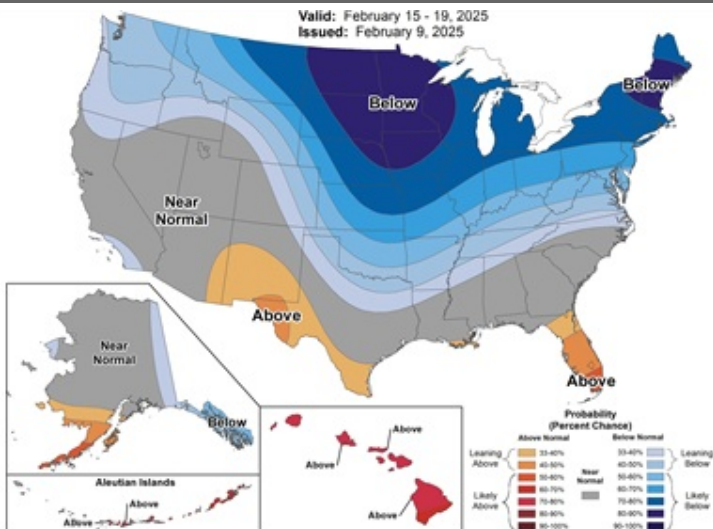 Valid: February 15 - 19, 2025
Issued: February 9, 2025
Below
Below
Near
Normal
Above
Above
Near
Normal
Below
Aleutian Islands
Above
Above
Above
Above
Above
Probability
(Percent Chance)
Above Normal
Below Normal
Leaning
Above
33-40%
40-50%
Likely
Above
50-60%
60-70%
70-80%
80-90%
90-100%
Near
Normal
33-40%
40-50%
50-60%
60-70%
70-80%
80-90%
90-100%
Leaning
Below
Likely
Below